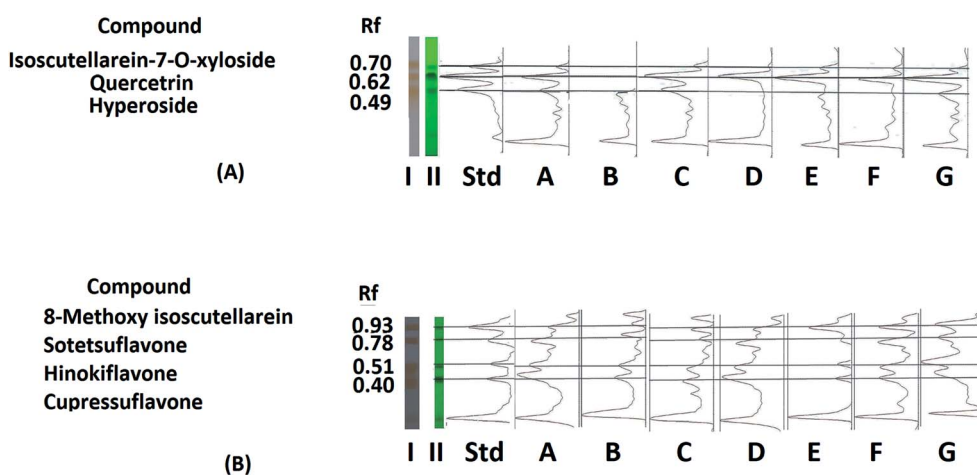 Compound Rf
Isoscutellarein-7-O-xyloside 0.70
Quercetrin 0.62
Hyperoside 0.49
(A)
I II Std A B C D E F G
Compound Rf
8-Methoxy isoscutellarein 0.93
Sotetsuflavone 0.78
Hinokiflavone 0.51
Cupressuflavone 0.40
I II Std A B C D E F G
(B)